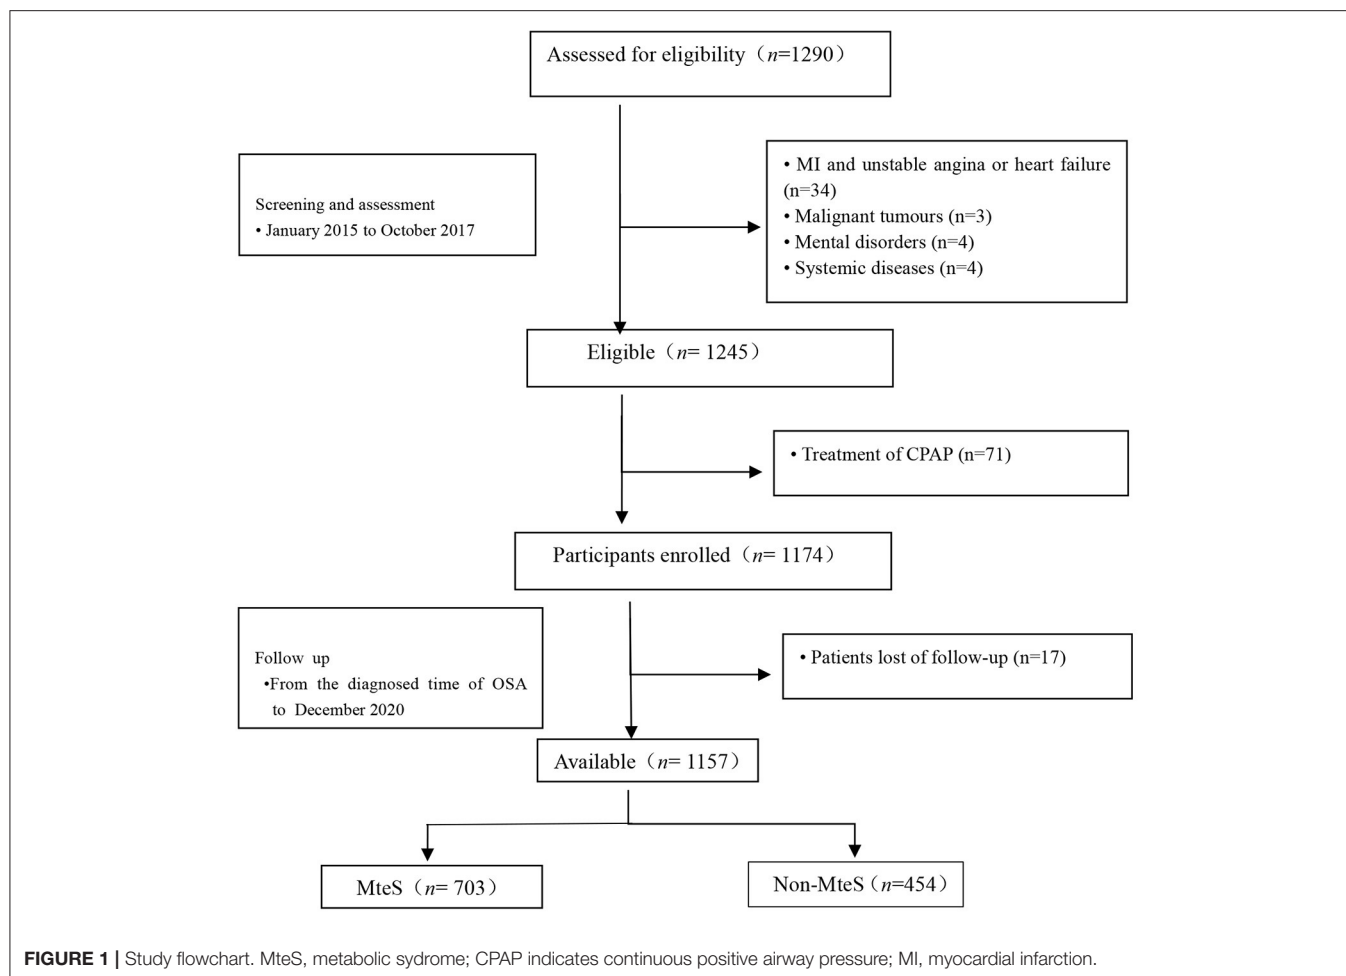 Assessed for eligibility（n=1290）
Screening and assessment
• January 2015 to October 2017
• MI and unstable angina or heart failure
(n=34)
• Malignant tumours (n=3)
• Mental disorders (n=4)
• Systemic diseases (n=4)
Eligible（n= 1245）
• Treatment of CPAP (n=71)
Participants enrolled（n= 1174）
Follow up
•From the diagnosed time of OSA
to December 2020
• Patients lost of follow-up (n=17)
Available（n= 1157）
MteS（n= 703）
Non-MteS（n=454）
FIGURE 1 | Study flowchart. MteS, metabolic sydrome; CPAP indicates continuous positive airway pressure; MI, myocardial infarction.